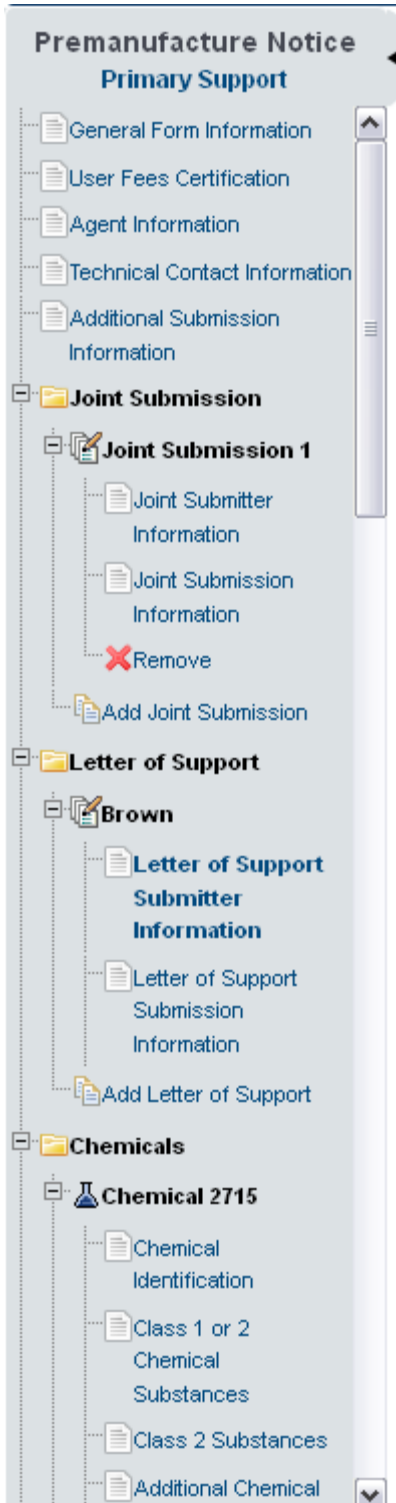 Premanufacture Notice
Primary Support
General Form Information
User Fees Certification
Agent Information
Technical Contact Information
Additional Submission
Information
Joint Submission
Joint Submission 1
Joint Submitter
Information
Joint Submission
Information
Remove
Add Joint Submission
Letter of Support
Brown
Letter of Support
Submitter
Information
Letter of Support
Submission
Information
Add Letter of Support
Chemicals
Chemical 2715
Chemical
Identification
Class 1 or 2
Chemical
Substances
Class 2 Substances
Additional Chemical